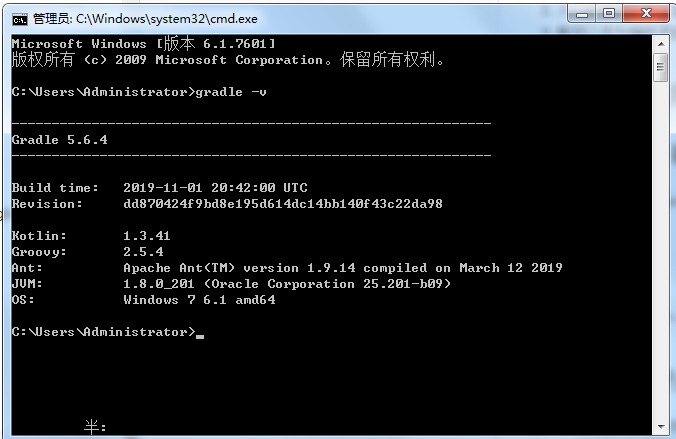 管理员: C:\Windows\system32\cmd.exe
Microsoft Windows [版本 6.1.7601]
版权所有 (c) 2009 Microsoft Corporation。保留所有权利。
C:\Users\Administrator>gradle -v
------------------------------------------------------------
Gradle 5.6.4
------------------------------------------------------------
Build time:   2019-11-01 20:42:00 UTC
Revision:     dd870424f9bd8e195d614dc14bb140f43c22da98
Kotlin:       1.3.41
Groovy:       2.5.4
Ant:          Apache Ant(TM) version 1.9.14 compiled on March 12 2019
JVM:          1.8.0_201 (Oracle Corporation 25.201-b09)
OS:           Windows 7 6.1 amd64
C:\Users\Administrator>_
半: